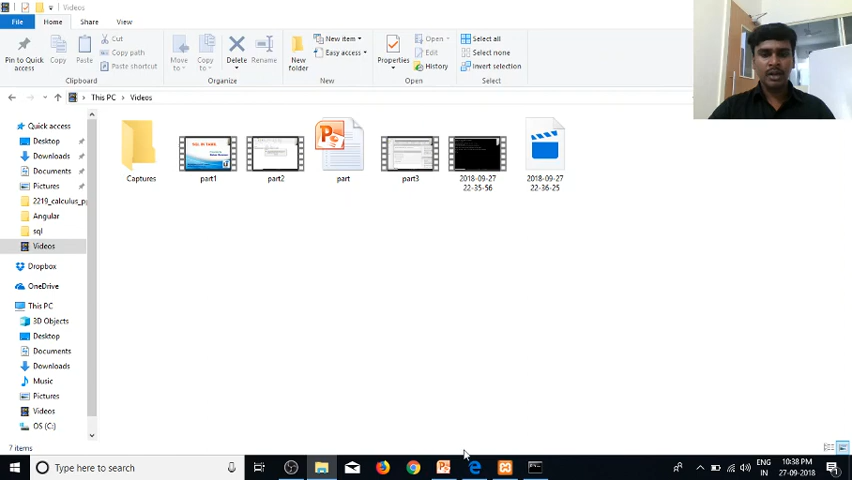 Videos
File Home Share View
Pin to Quick access
Copy
Paste
Cut
Copy path
Paste shortcut
Clipboard
Move to
Copy to
Delete
Rename
Organize
New folder
New item
Easy access
New
Properties
Open
Edit
History
Open
Select all
Select none
Invert selection
Select
This PC Videos
Quick access
Desktop
Downloads
Documents
Pictures
2219_calculus_p
Angular
sql
Videos
Dropbox
OneDrive
This PC
3D Objects
Desktop
Documents
Downloads
Music
Pictures
Videos
OS (C:)
Captures
part1
part2
part
part3
2018-09-27 22-35-56
2018-09-27 22-36-25
7 items
Type here to search
ENG
IN
10:38 PM
27-09-2018